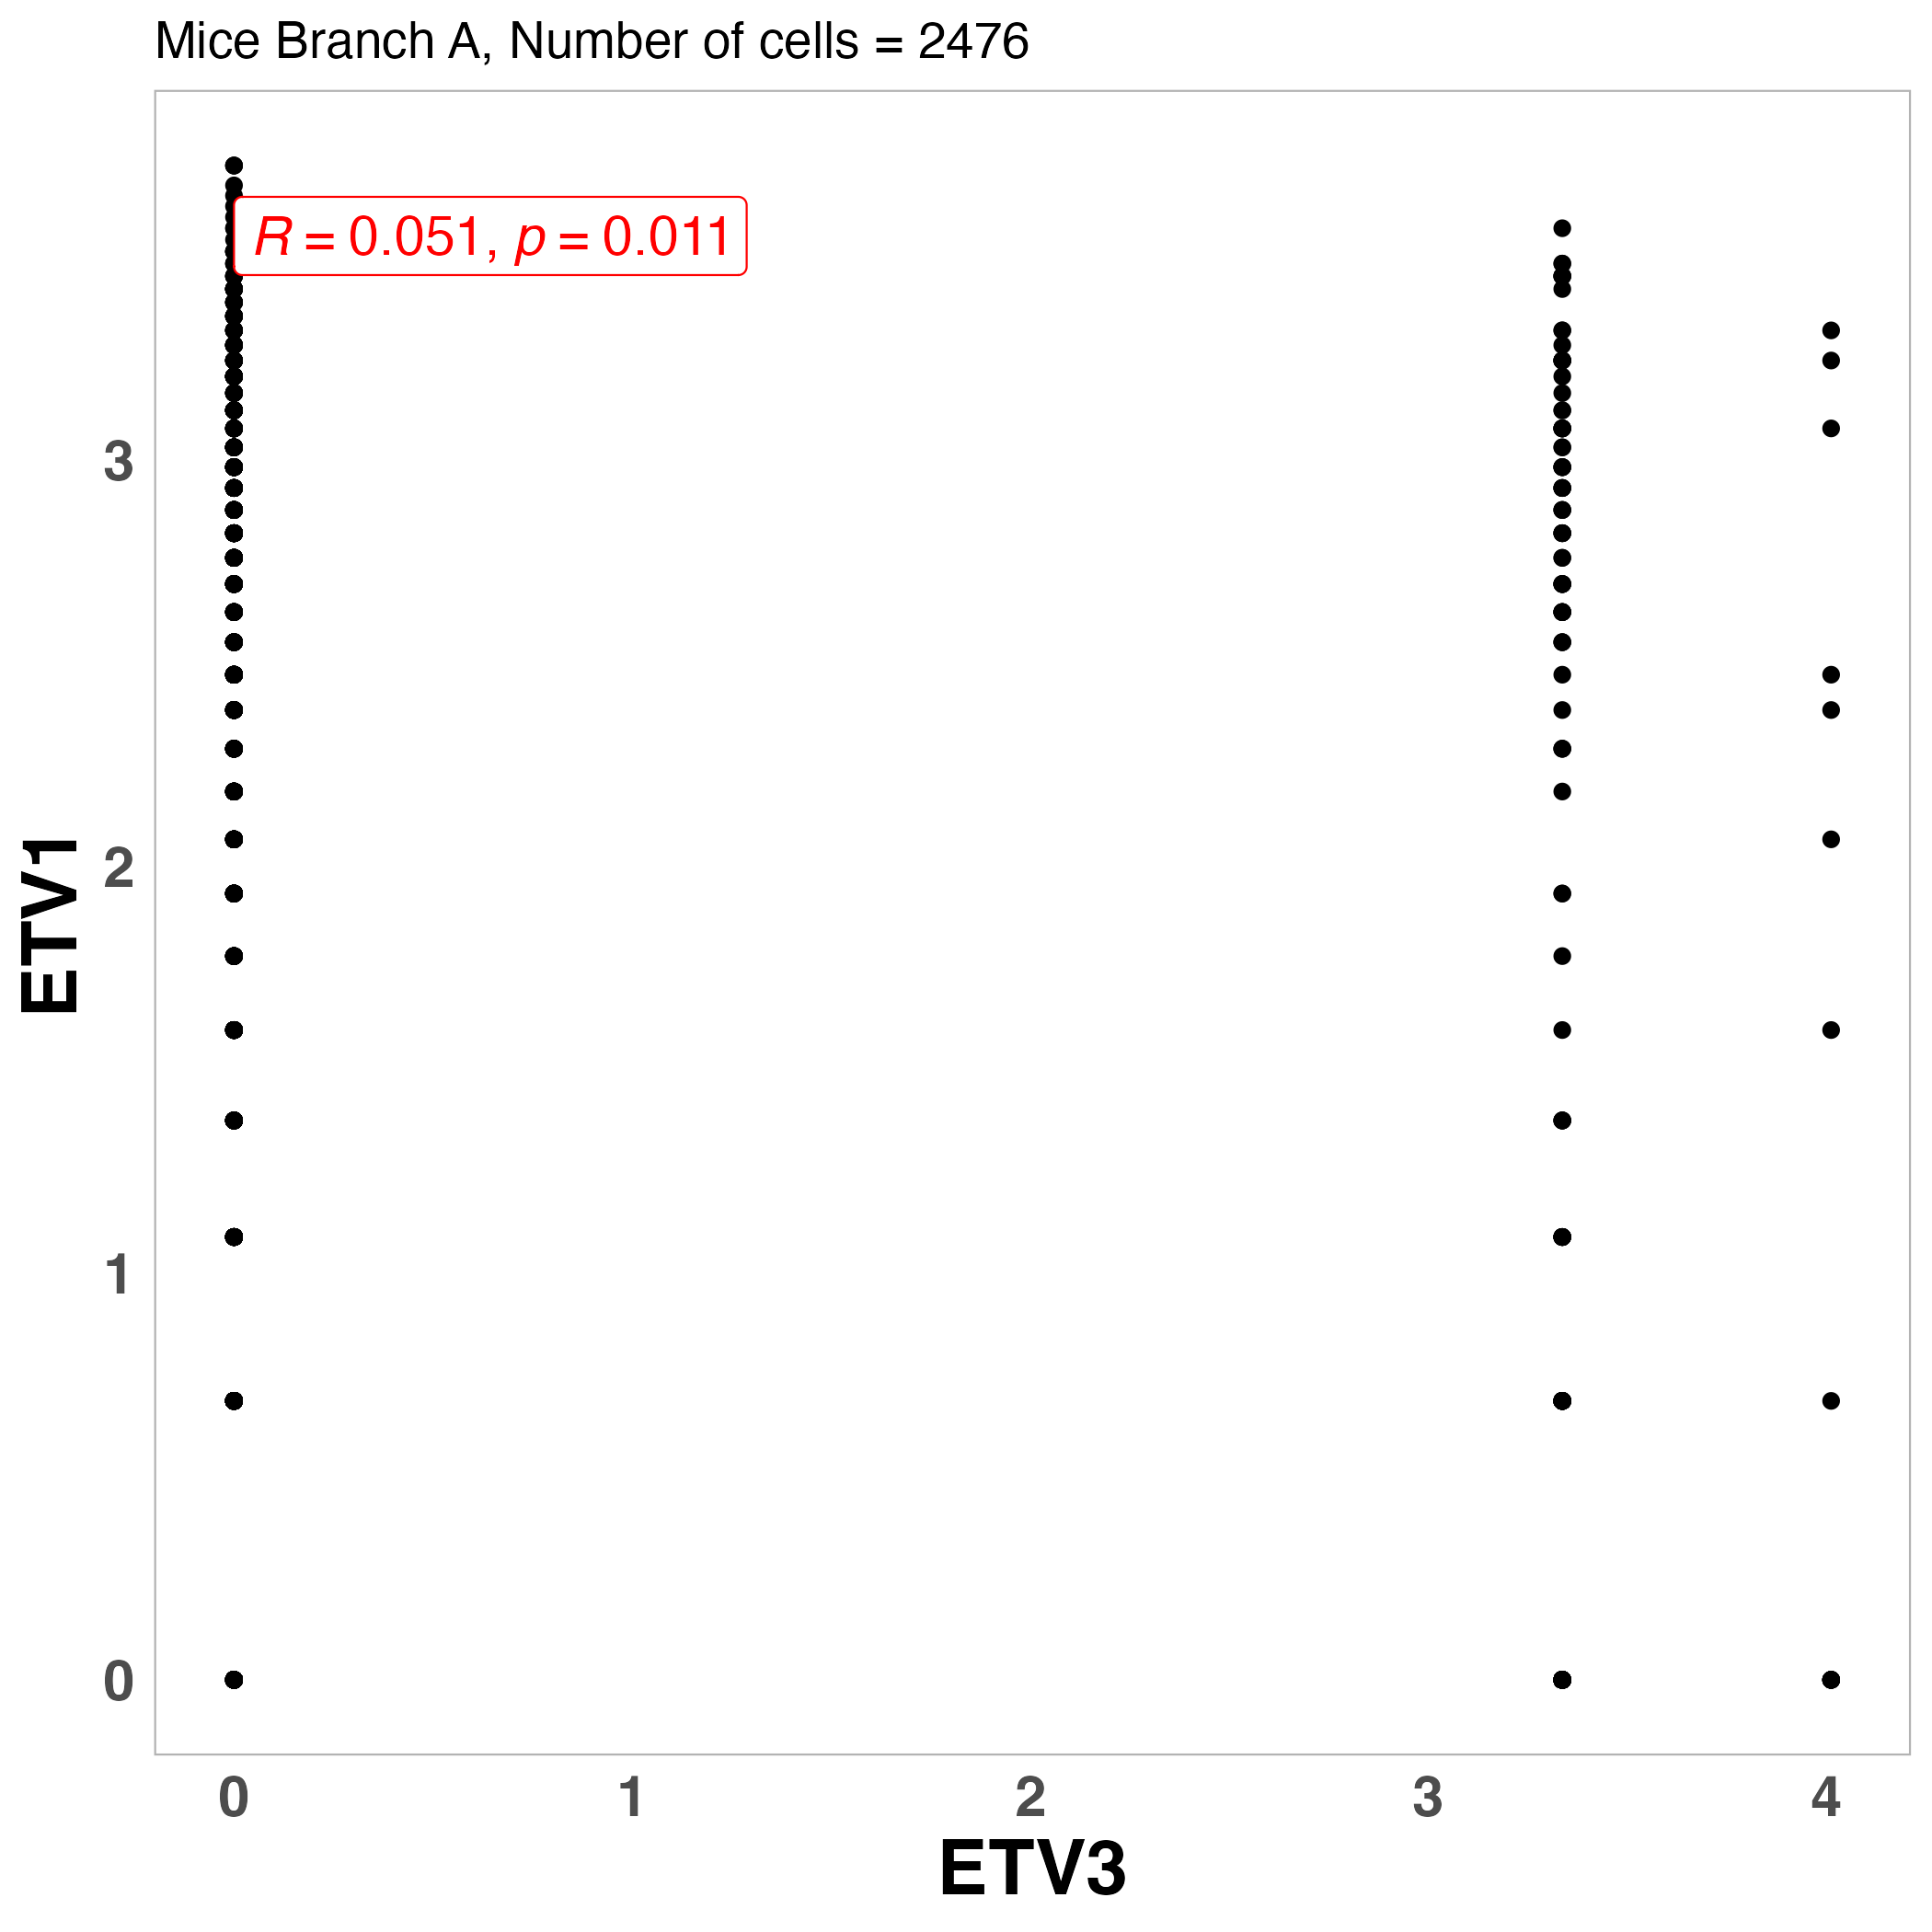 Mice Branch A, Number of cells = 2476
R = 0.051, p = 0.011
3
2
1
0
ETV1
0 1 2 3 4
ETV3